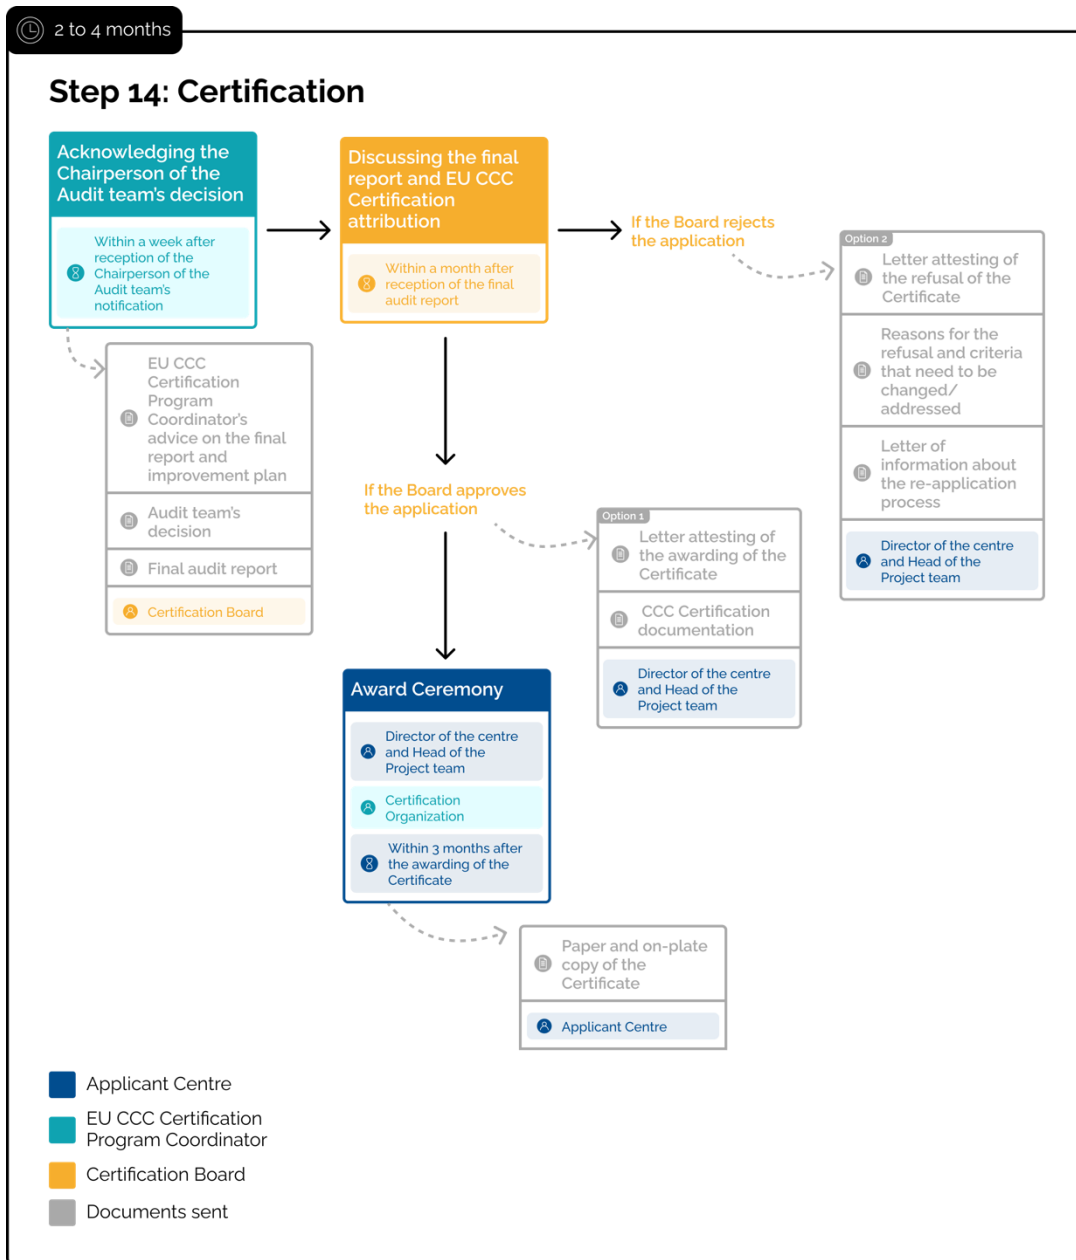 2 to 4 months
Step 14: Certification
Acknowledging the
Chairperson of the
Audit team's decision
Within a week after
reception of the
Chairperson of the
Audit team's
notification
EU CCC
Certification
Program
Coordinator's
advice on the final
report and
improvement plan
Audit team's
decision
Final audit report
Certification Board
Discussing the final
report and EU CCC
Certification
attribution
Within a month after
reception of the final
audit report
If the Board rejects
the application
Option 2
Letter attesting of
the refusal of the
Certificate
Reasons for the
refusal and criteria
that need to be
changed/
addressed
Letter of
information about
the re-application
process
Director of the centre
and Head of the
Project team
If the Board approves
the application
Option 1
Letter attesting of
the awarding of the
Certificate
CCC Certification
documentation
Director of the centre
and Head of the
Project team
Award Ceremony
Director of the centre
and Head of the
Project team
Certification
Organization
Within 3 months after
the awarding of the
Certificate
Paper and on-plate
copy of the
Certificate
Applicant Centre
Applicant Centre
EU CCC Certification
Program Coordinator
Certification Board
Documents sent